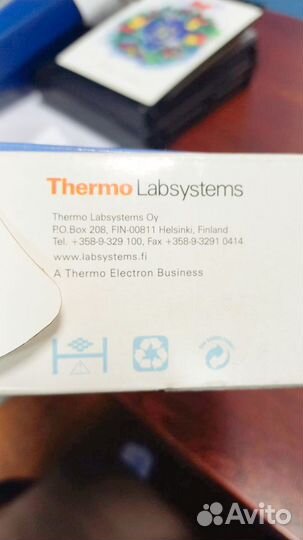 Thermo Labsystems
Thermo Labsystems Oy
P.O.Box 208, FIN-00811 Helsinki, Finland
Tel. +358-9-329 100, Fax +358-9-3291 0414
www.labsystems.fi
A Thermo Electron Business
Avito